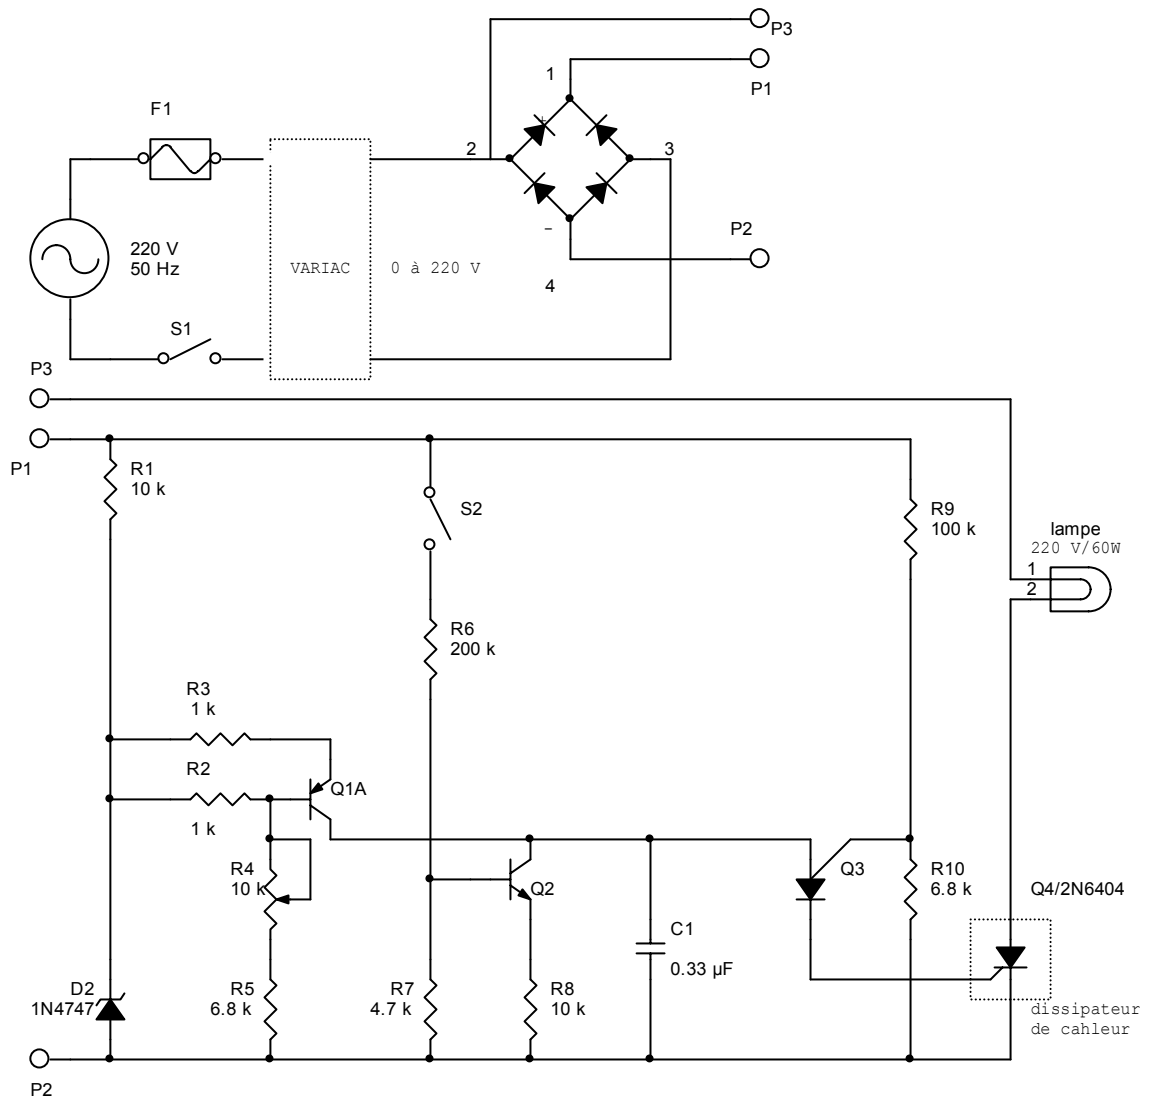 P3
1
P1
F1
2
3
220 V
50 Hz
VARIAC
0 à 220 V
+
-
P2
4
S1
P3
P1
R1
10 k
S2
R9
100 k
lampe
220 V/60W
1
2
R6
200 k
R3
1 k
R2
Q1A
1 k
R4
10 k
Q2
Q3
R10
6.8 k
Q4/2N6404
C1
0.33 µF
D2
1N4747
R5
6.8 k
R7
4.7 k
R8
10 k
dissipateur
de cahleur
P2